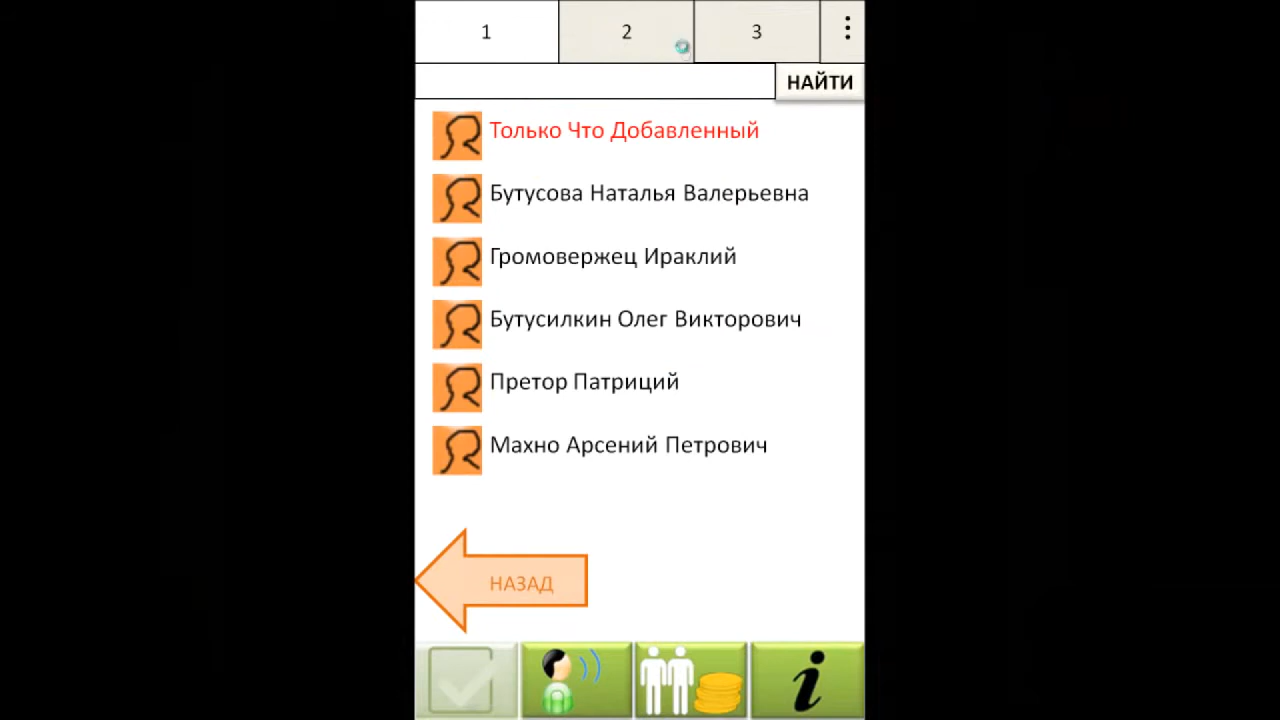 1
2
3
НАЙТИ
Только Что Добавленный
Бутусова Наталья Валерьевна
Громовержец Ираклий
Бутусилкин Олег Викторович
Претор Патриций
Махно Арсений Петрович
НАЗАД
i